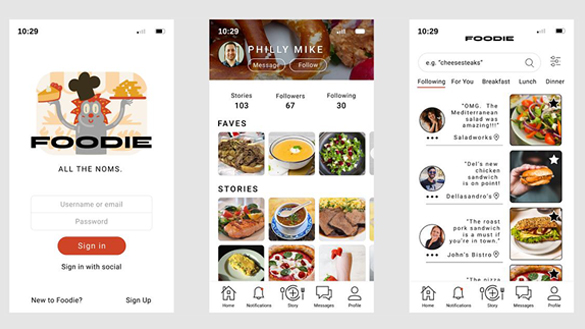 10:29
FOODIE
ALL THE NOMS.
Username or email
Password
Sign in
Sign in with social
New to Foodie?
Sign Up
10:29
PHILLY MIKE
Message
Follow
Stories
Followers
Following
103
67
30
FAVES
STORIES
Home
Notifications
Story
Messages
Profile
10:29
FOODIE
e.g. "cheesesteaks"
Following
For You
Breakfast
Lunch
Dinner
"OMG. The
Mediterranean
salad was
amazing!!!"
Saladworks
"Del's new
chicken
sandwich
is on point!
Dellasandro's
"The roast
pork sandwich
is a must if
you're in town."
John's Bistro
"The pizza
Home
Notifications
Story
Messages
Profile